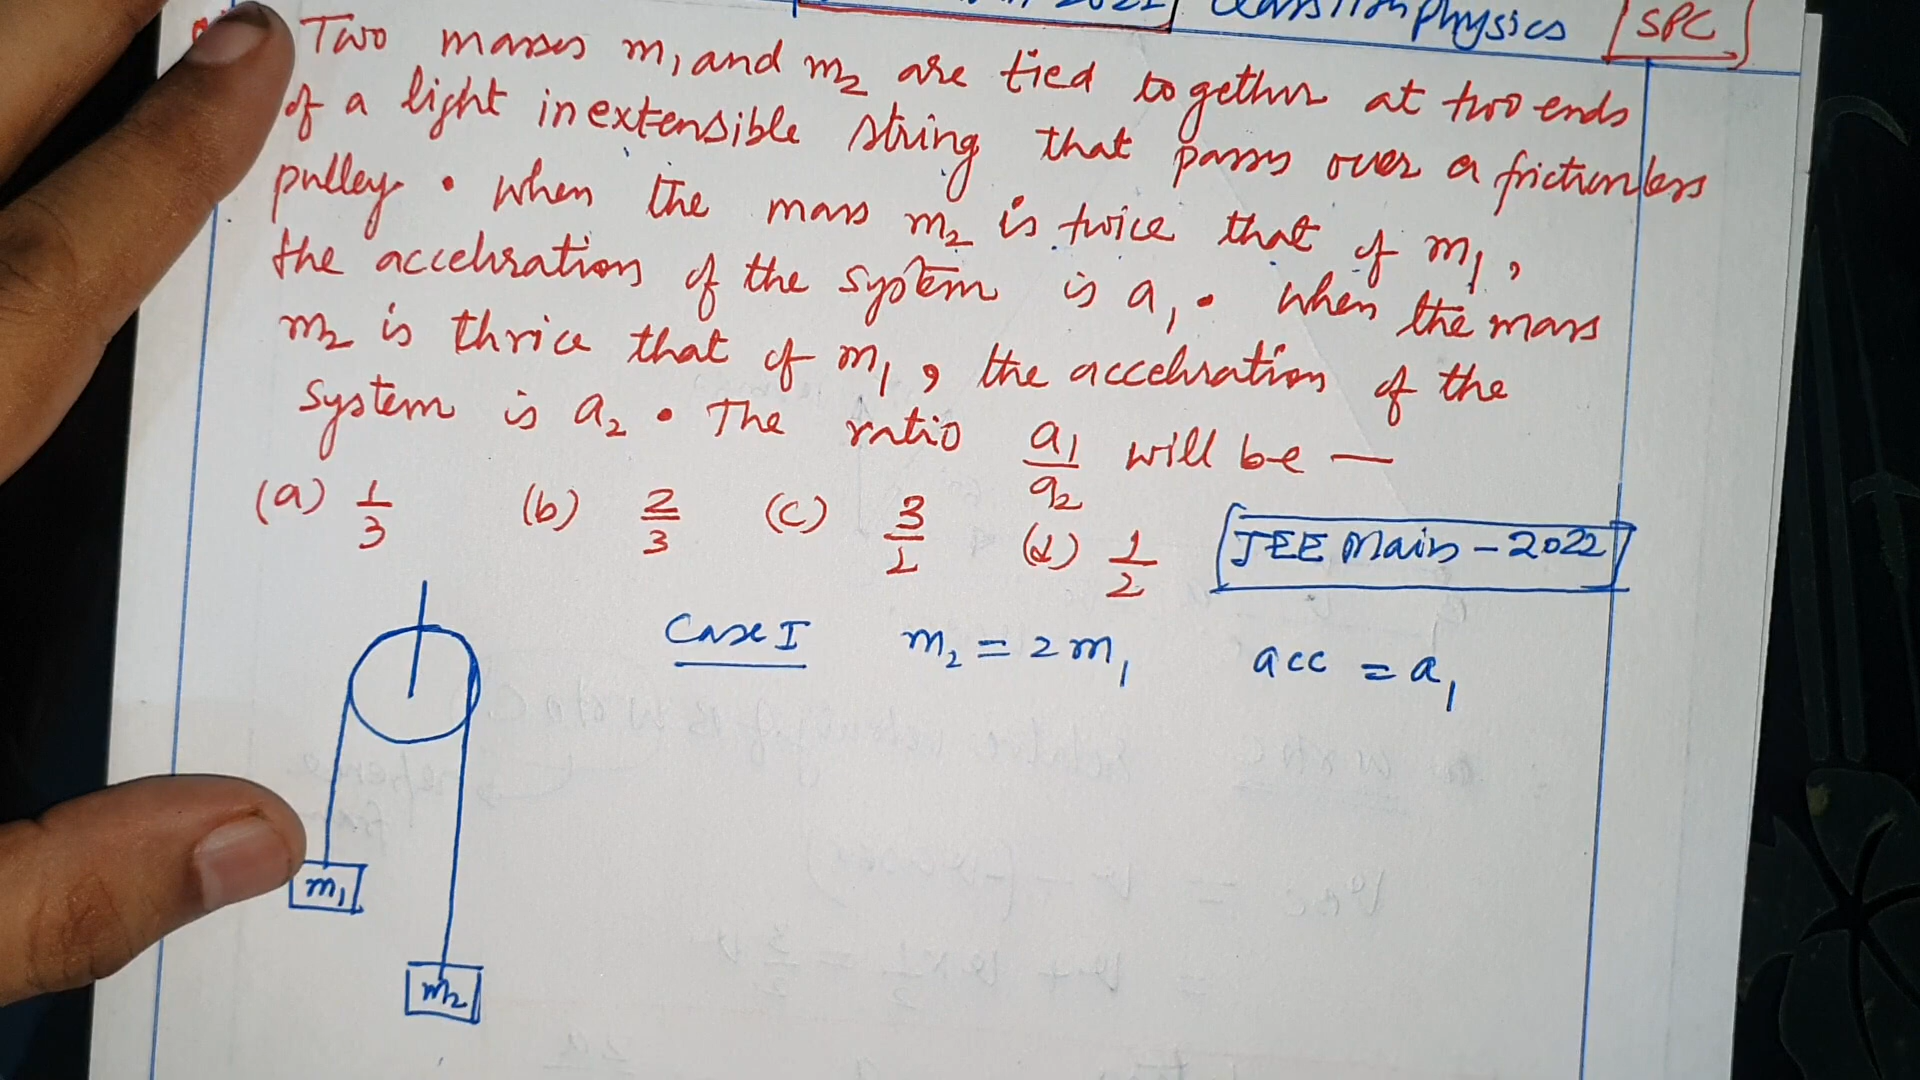 2021 class 11th physics [SPC]
Two masses m₁ and m₂ are tied together at two ends
of a light inextensible string that passes over a frictionless
pulley. When the mass m₂ is twice that of m₁,
the acceleration of the system is a₁. When the mass
m₂ is thrice that of m₁, the acceleration of the
system is a₂. The ratio a₁/a₂ will be —
(a) 1/3 (b) 2/3 (c) 3/2 (d) 1/2 [JEE Main - 2022]
Case I m₂ = 2m₁ acc = a₁
m₁
m₂